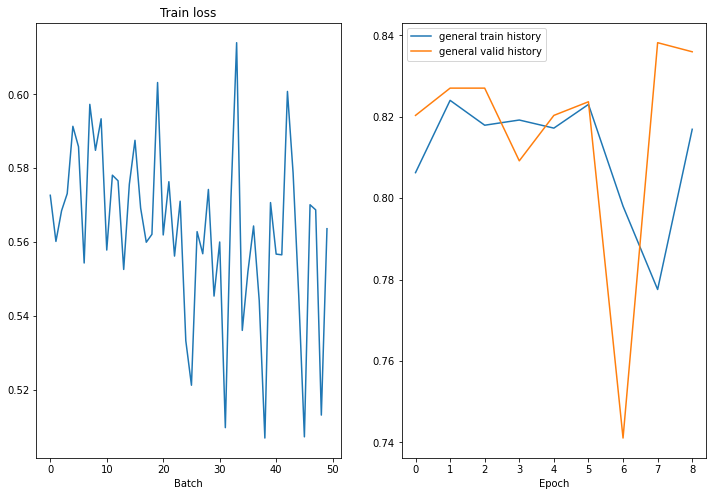 Train loss
0.60
0.58
0.56
0.54
0.52
0 10 20 30 40 50
Batch
general train history
general valid history
0.84
0.82
0.80
0.78
0.76
0.74
0 1 2 3 4 5 6 7 8
Epoch